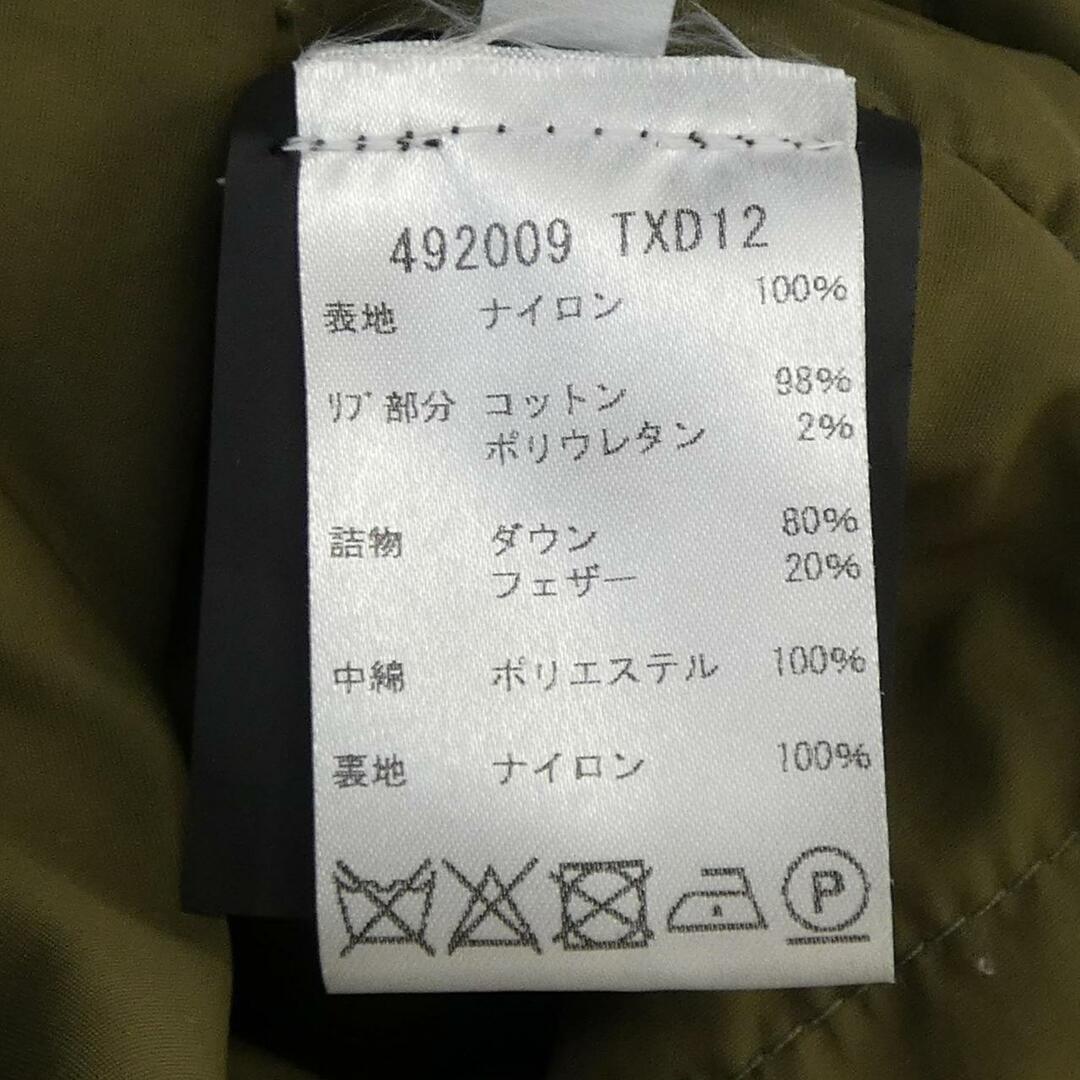 492009 TXD12
表地 ナイロン 100%
ﾘﾌﾞ部分 コットン 98%
ポリウレタン 2%
詰物 ダウン 80%
フェザー 20%
中綿 ポリエステル 100%
裏地 ナイロン 100%
P